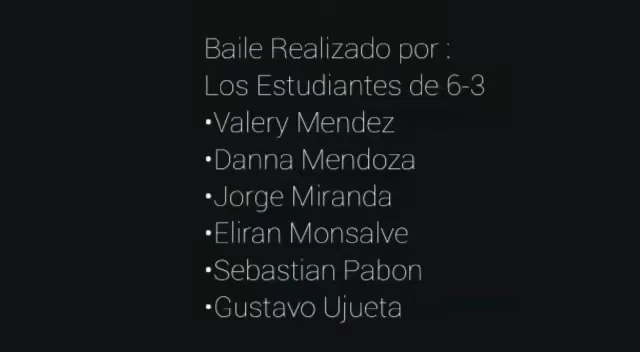 Baile Realizado por :
Los Estudiantes de 6-3
•Valery Mendez
•Danna Mendoza
•Jorge Miranda
•Eliran Monsalve
•Sebastian Pabon
•Gustavo Ujueta